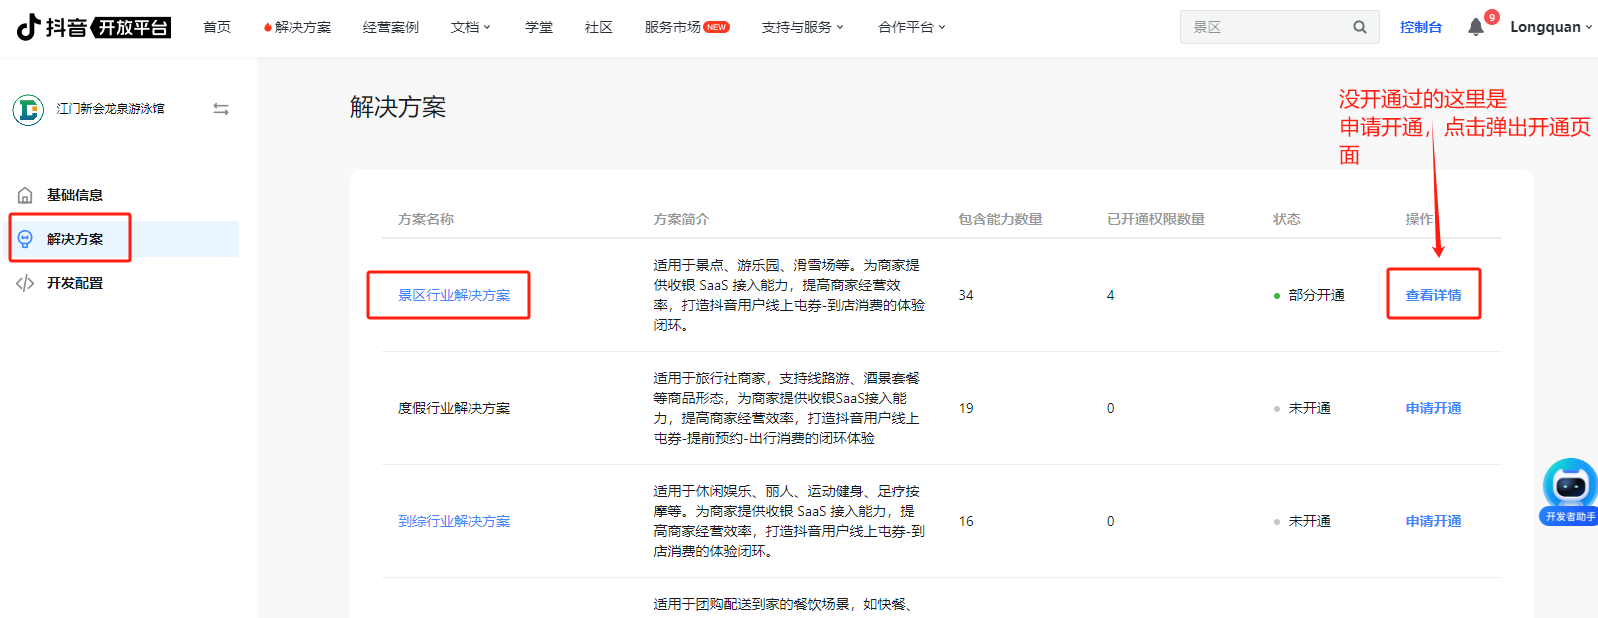 抖音 开放平台 首页 解决方案 经营案例 文档 学堂 社区 服务市场 NEW 支持与服务 合作平台 景区 控制台 9 Longquan
江门新会龙泉游泳馆
基础信息
解决方案
开发配置
解决方案
没开通过的这里是
申请开通，点击弹出开通页
面
方案名称 方案简介 包含能力数量 已开通权限数量 状态 操作
景区行业解决方案
适用于景点、游乐园、滑雪场等。为商家提
供收银 SaaS 接入能力，提高商家经营效
率，打造抖音用户线上屯券-到店消费的体验
闭环。
34 4 部分开通 查看详情
度假行业解决方案
适用于旅行社商家，支持线路游、酒景套餐
等商品形态，为商家提供收银SaaS接入能
力，提高商家经营效率，打造抖音用户线上
屯券-提前预约-出行消费的闭环体验
19 0 未开通 申请开通
到综行业解决方案
适用于休闲娱乐、丽人、运动健身、足疗按
摩等。为商家提供收银 SaaS 接入能力，提
高商家经营效率，打造抖音用户线上屯券-到
店消费的体验闭环。
16 0 未开通 申请开通
适用于团购配送到家的餐饮场景，如快餐、
开发者助手